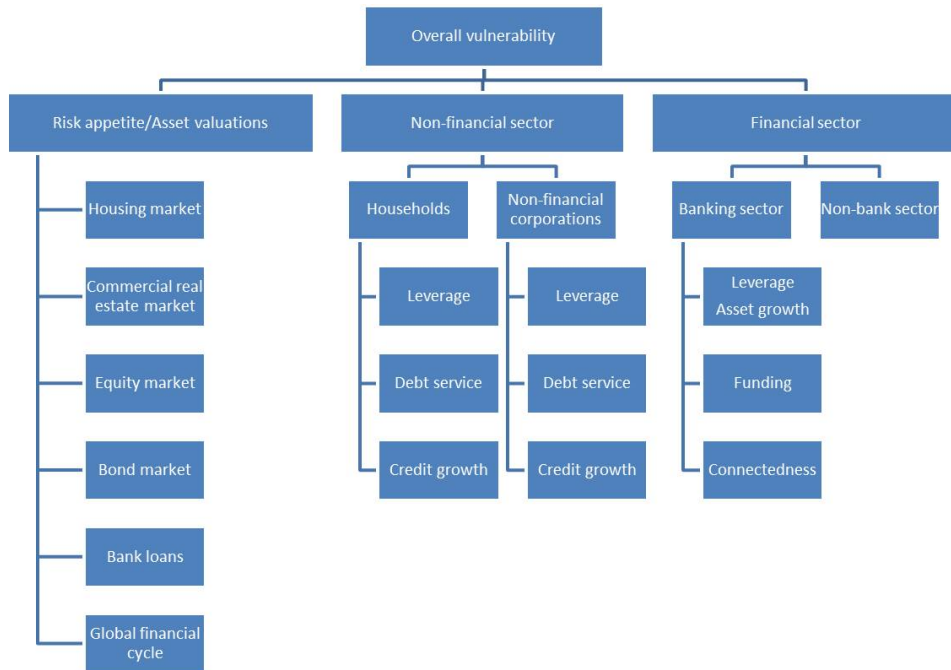 Overall vulnerability
Risk appetite/Asset valuations
Non-financial sector
Financial sector
Housing market
Commercial real
estate market
Equity market
Bond market
Bank loans
Global financial
cycle
Households
Non-financial
corporations
Leverage
Leverage
Debt service
Debt service
Credit growth
Credit growth
Banking sector
Non-bank sector
Leverage
Asset growth
Funding
Connectedness